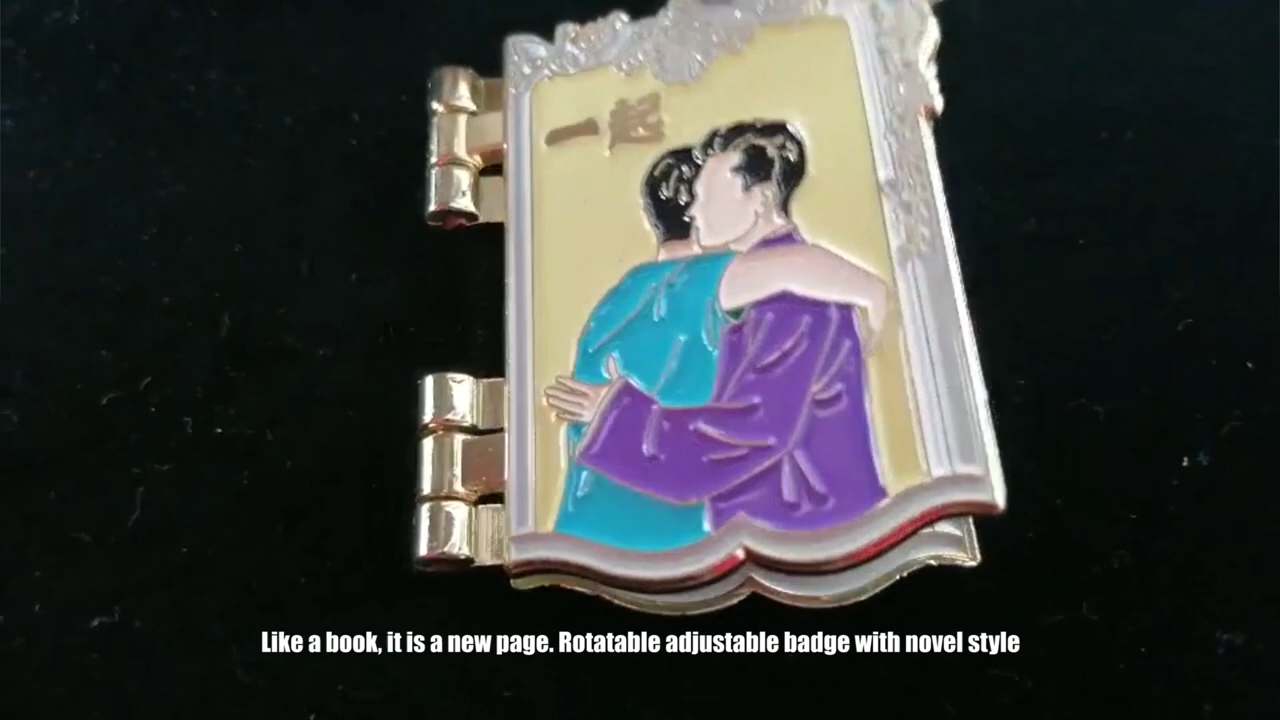 一起
Like a book, it is a new page. Rotatable adjustable badge with novel style